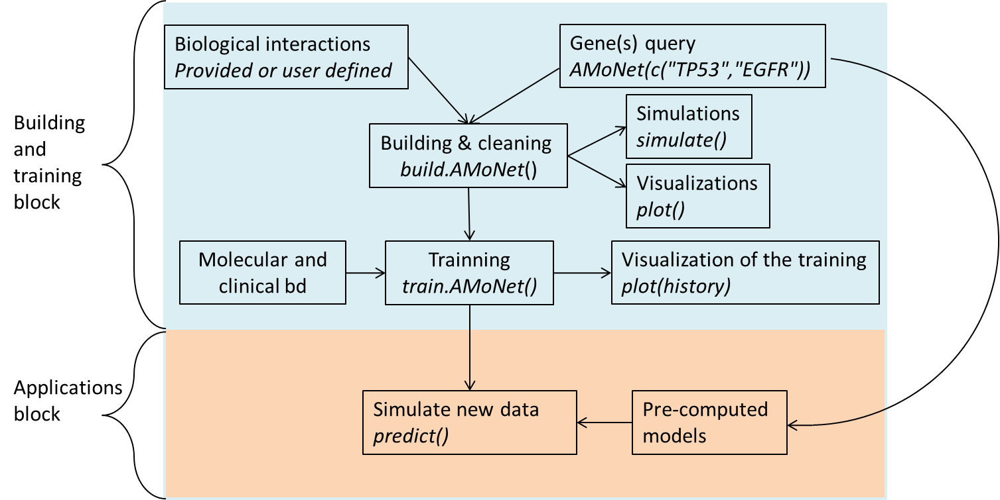 Biological interactions
Provided or user defined
Gene(s) query
AMoNet(c("TP53","EGFR"))
Building
and
training
block
Simulations
simulate()
Building & cleaning
build.AMoNet()
Visualizations
plot()
Molecular and
clinical bd
Trainning
train.AMoNet()
Visualization of the training
plot(history)
Applications
block
Simulate new data
predict()
Pre-computed
models